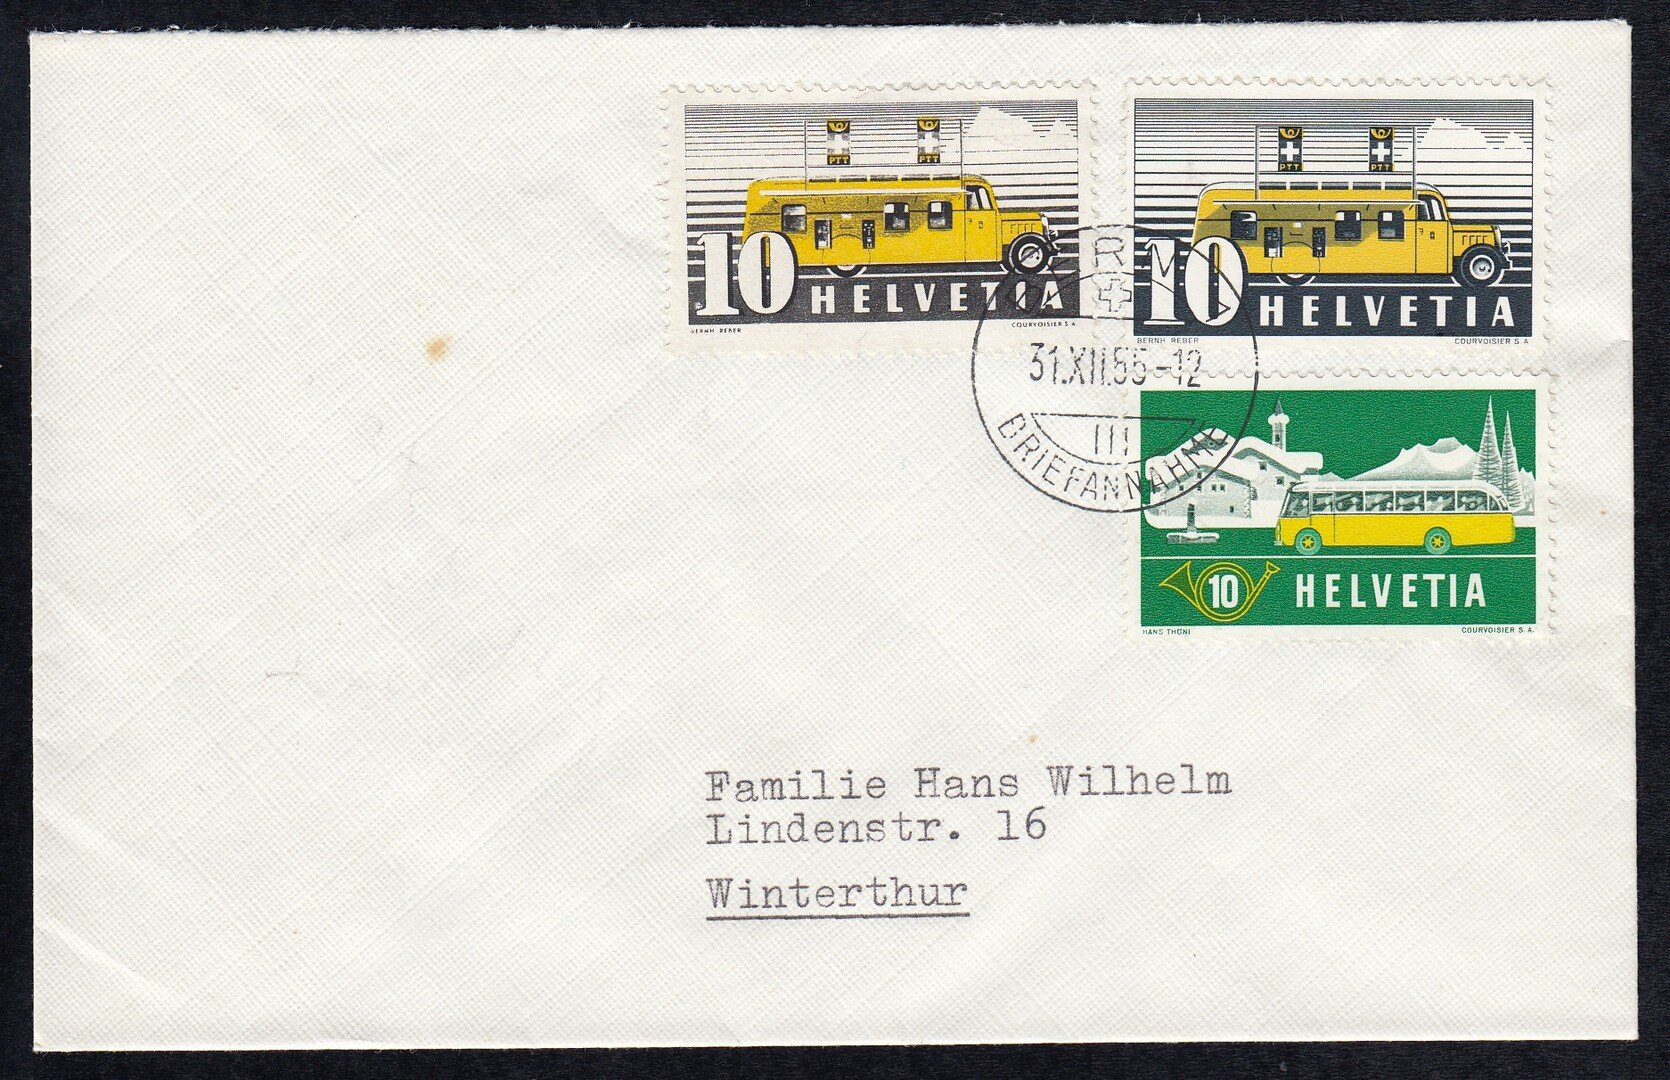 PTT PTT
10 HELVETIA
BERNH REBER COURVOISIER S A
PTT PTT
10 HELVETIA
BERNH REBER COURVOISIER S A
BERN
31.XII.55-12
III
BRIEFANNAHME
10 HELVETIA
HANS THÖNI COURVOISIER S. A.
Familie Hans Wilhelm
Lindenstr. 16
Winterthur